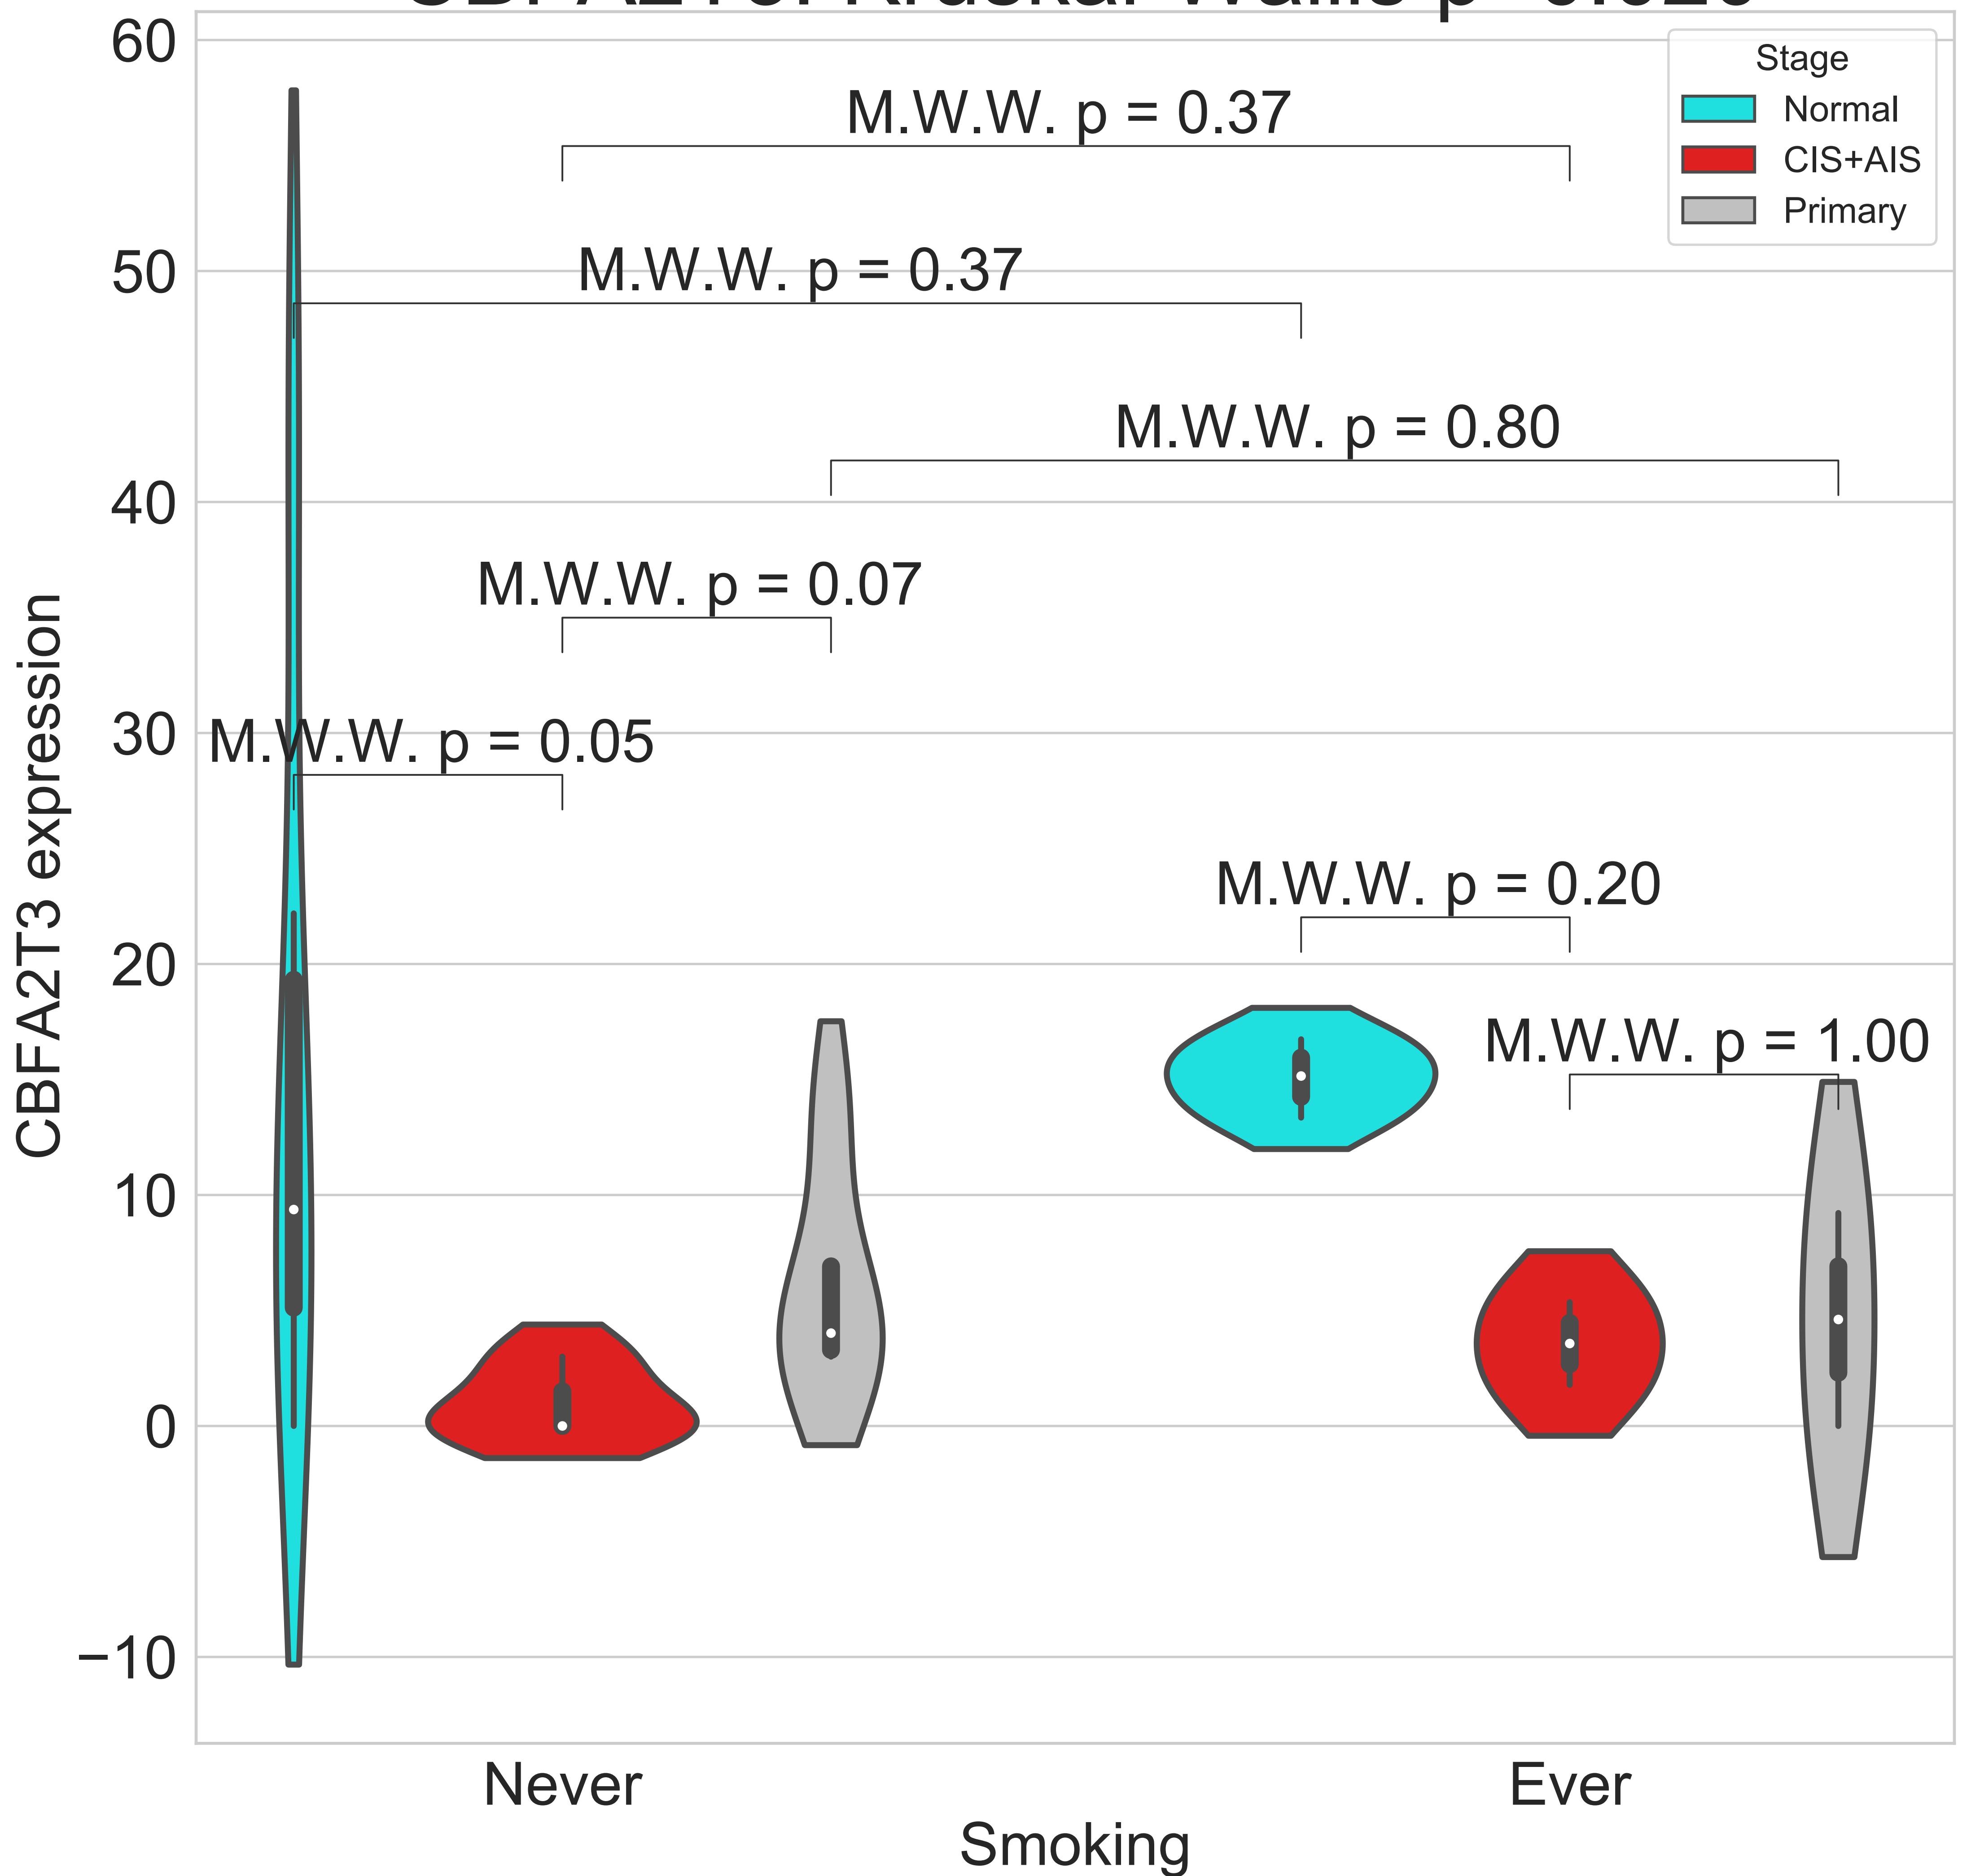 60
50
40
30
20
10
0
−10
CBFA2T3 expression
Stage
Normal
CIS+AIS
Primary
M.W.W. p = 0.37
M.W.W. p = 0.37
M.W.W. p = 0.80
M.W.W. p = 0.07
M.W.W. p = 0.05
M.W.W. p = 0.20
M.W.W. p = 1.00
Never
Ever
Smoking